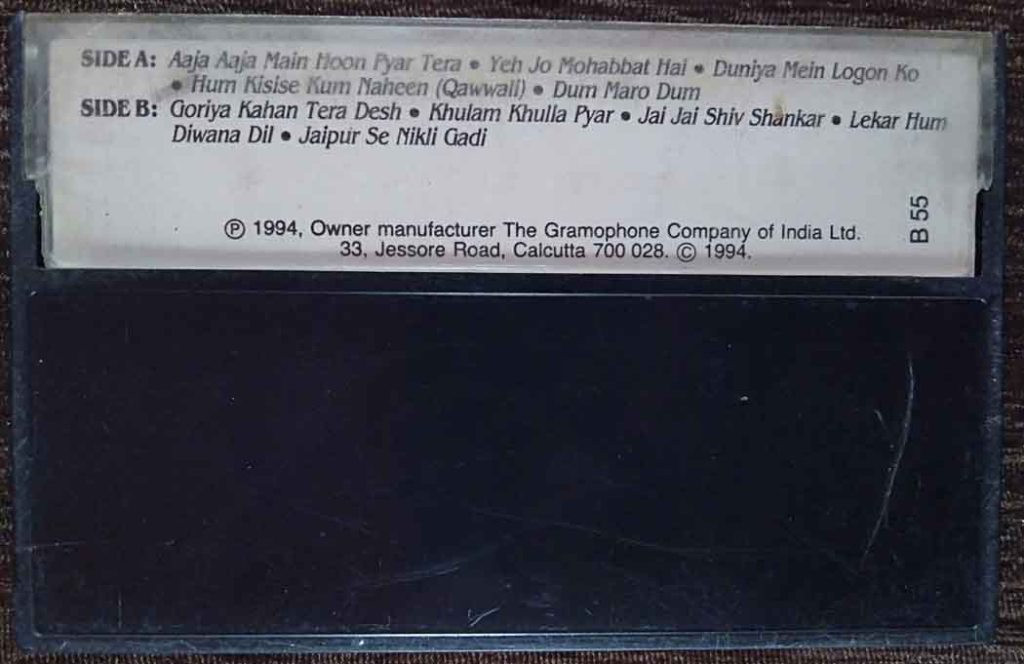 SIDE A: Aaja Aaja Main Hoon Pyar Tera • Yeh Jo Mohabbat Hai • Duniya Mein Logon Ko
• Hum Kisise Kum Naheen (Qawwali) • Dum Maro Dum
SIDE B: Goriya Kahan Tera Desh • Khulam Khulla Pyar • Jai Jai Shiv Shankar • Lekar Hum
Diwana Dil • Jaipur Se Nikli Gadi
℗ 1994, Owner manufacturer The Gramophone Company of India Ltd.
33, Jessore Road, Calcutta 700 028. © 1994.
B 55